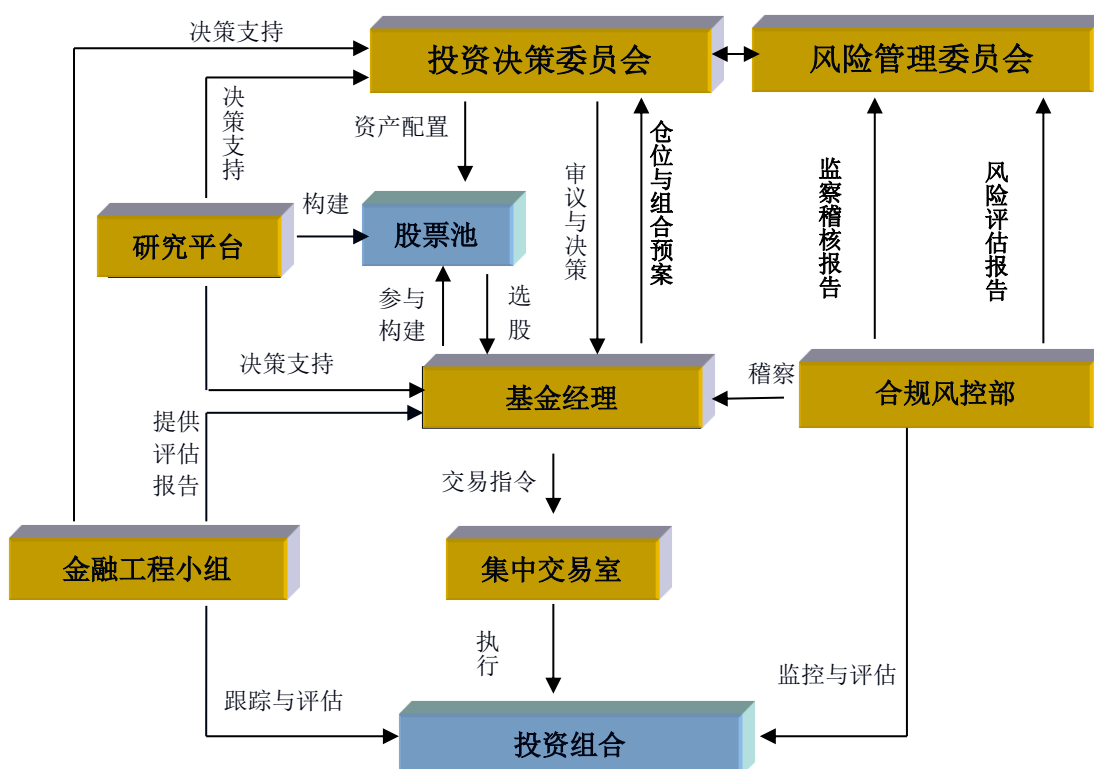 决策支持
投资决策委员会
风险管理委员会
决策支持
资产配置
审议与决策
仓位与组合预案
监察稽核报告
风险评估报告
构建
股票池
研究平台
参与
构建
选股
决策支持
基金经理
稽察
合规风控部
提供
评估
报告
交易指令
金融工程小组
集中交易室
执行
跟踪与评估
监控与评估
投资组合